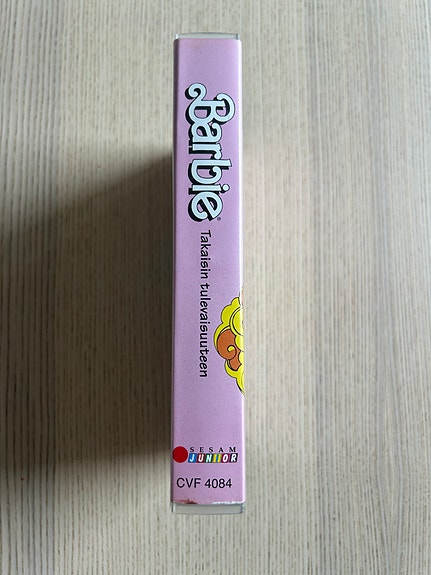 Barbie®
Takaisin tulevaisuuteen
SESAM
JUNIOR
CVF 4084